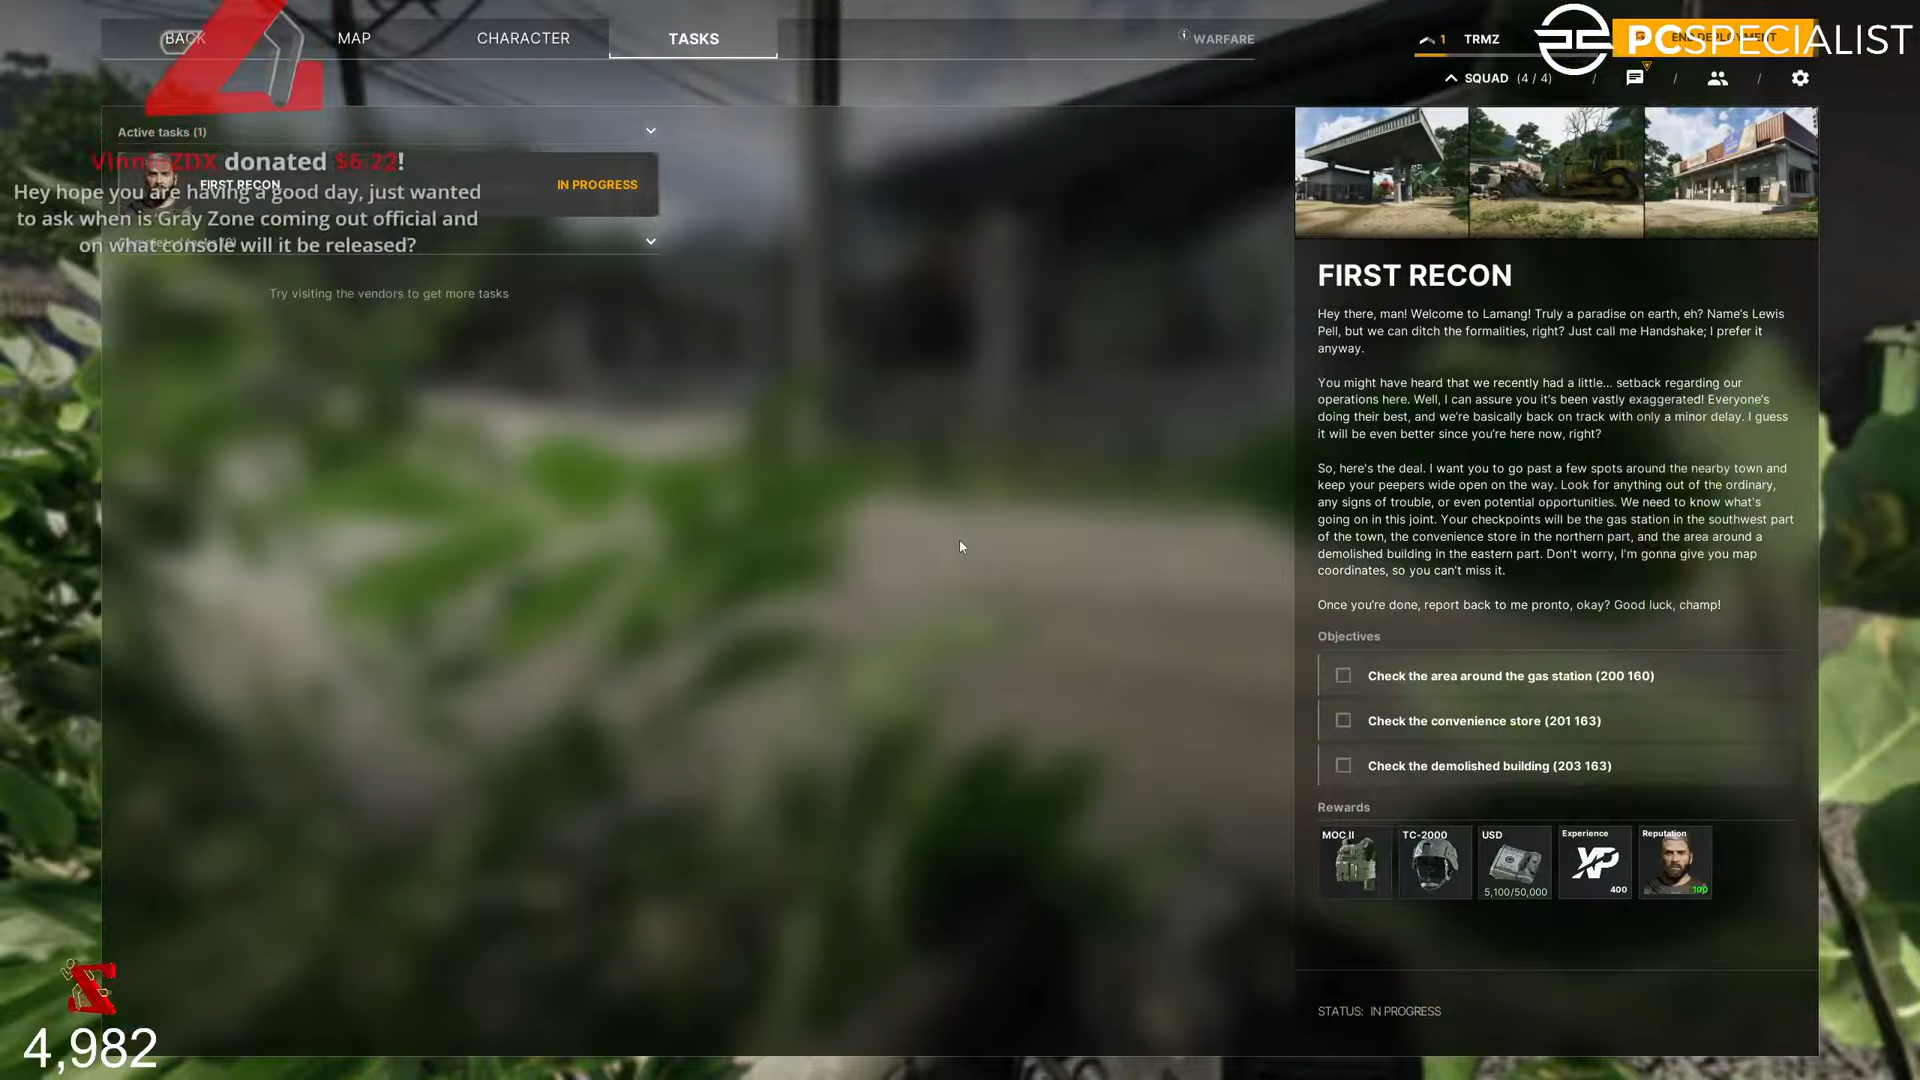 BACK
MAP
CHARACTER
TASKS
WARFARE
1 TRMZ
END DEPLOYMENT
PCSPECIALIST
SQUAD (4 / 4)
Active tasks (1)
VinnieZDX donated $6.22!
FIRST RECON
IN PROGRESS
Hey hope you are having a good day, just wanted
to ask when is Gray Zone coming out official and
on what console will it be released?
Try visiting the vendors to get more tasks
FIRST RECON
Hey there, man! Welcome to Lamang! Truly a paradise on earth, eh? Name's Lewis
Pell, but we can ditch the formalities, right? Just call me Handshake; I prefer it
anyway.
You might have heard that we recently had a little... setback regarding our
operations here. Well, I can assure you it's been vastly exaggerated! Everyone's
doing their best, and we're basically back on track with only a minor delay. I guess
it will be even better since you're here now, right?
So, here's the deal. I want you to go past a few spots around the nearby town and
keep your peepers wide open on the way. Look for anything out of the ordinary,
any signs of trouble, or even potential opportunities. We need to know what's
going on in this joint. Your checkpoints will be the gas station in the southwest part
of the town, the convenience store in the northern part, and the area around a
demolished building in the eastern part. Don't worry, I'm gonna give you map
coordinates, so you can't miss it.
Once you're done, report back to me pronto, okay? Good luck, champ!
Objectives
Check the area around the gas station (200 160)
Check the convenience store (201 163)
Check the demolished building (203 163)
Rewards
MOC II
TC-2000
USD
5,100/50,000
Experience
XP
400
Reputation
100
STATUS: IN PROGRESS
4,982